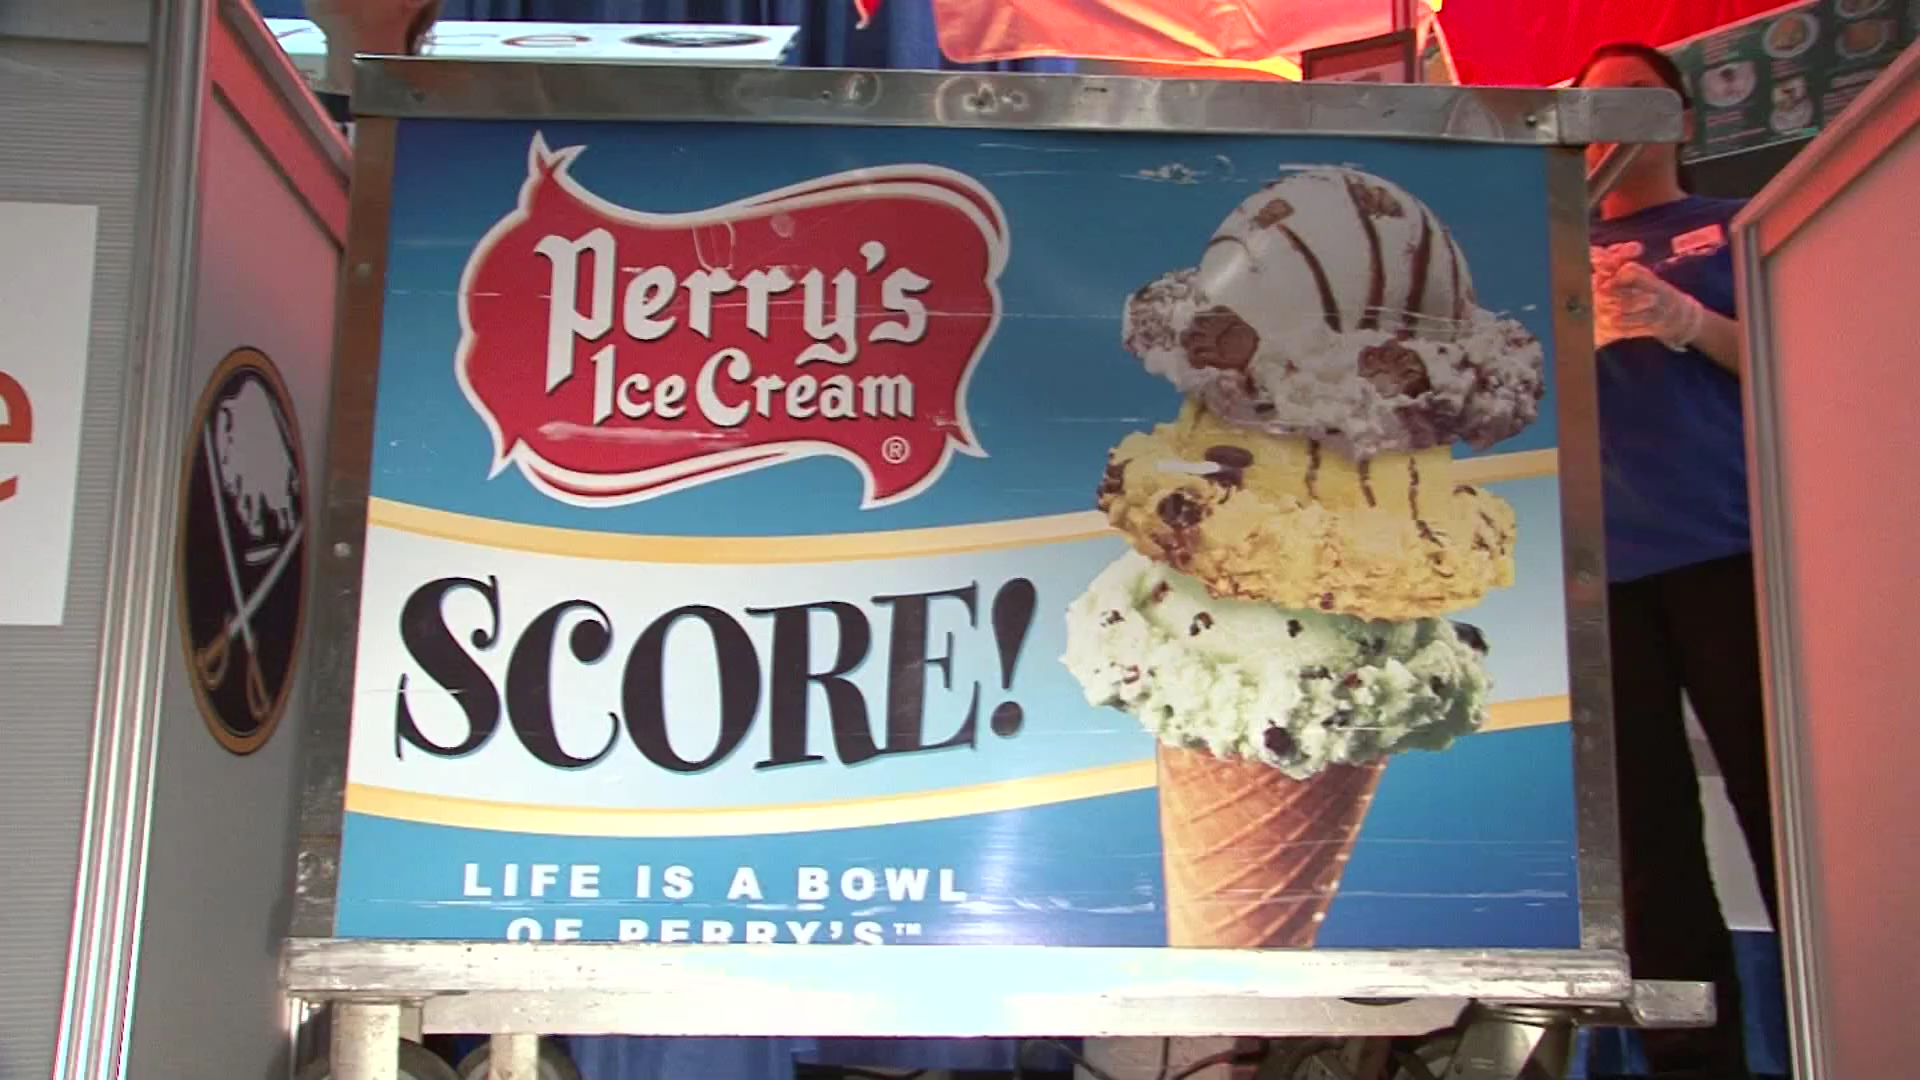 Perry's
Ice Cream
®
SCORE!
LIFE IS A BOWL
OF PERRY'S™